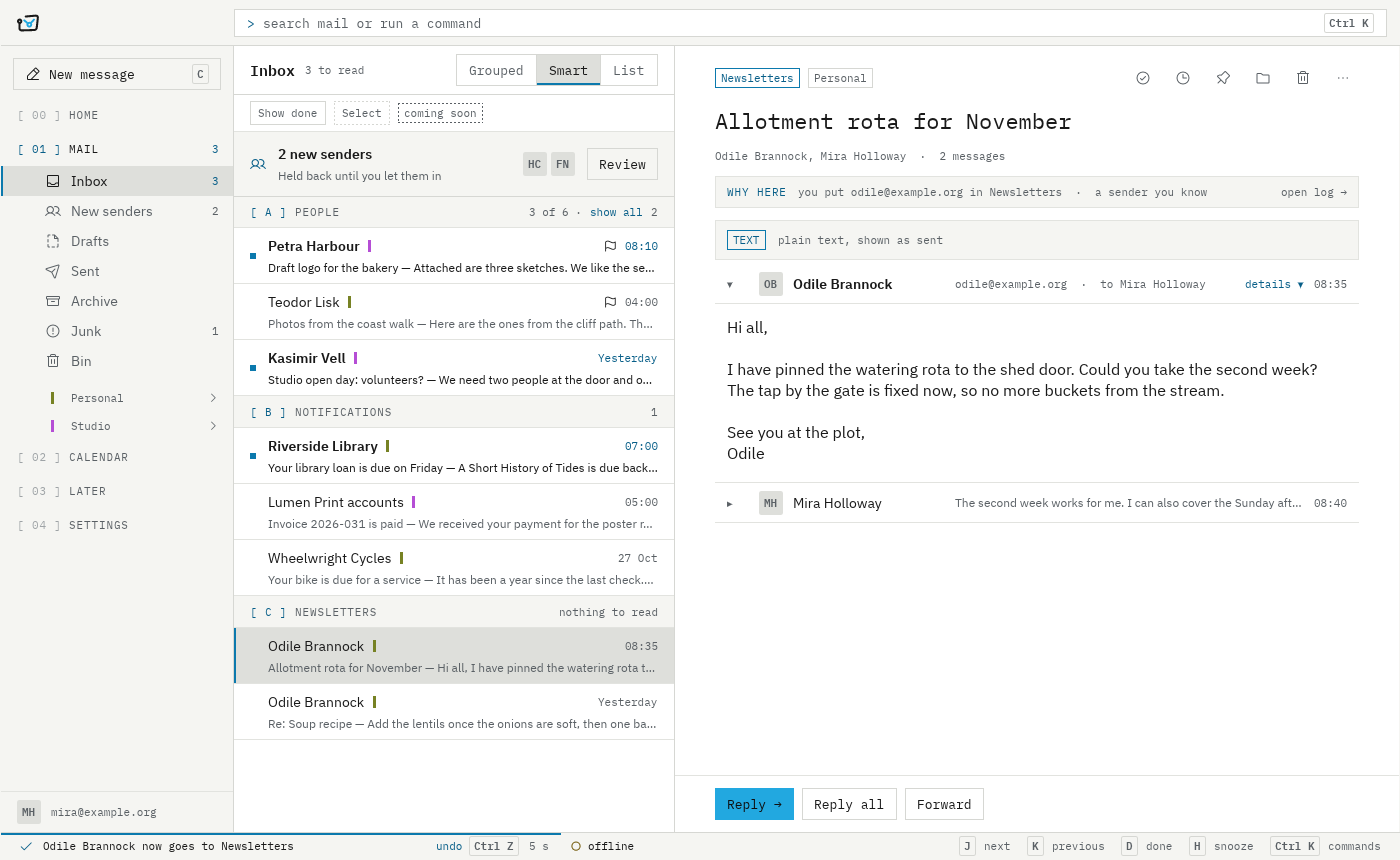 > search mail or run a command Ctrl K
New message C
[ 00 ] HOME
[ 01 ] MAIL 3
Inbox 3
New senders 2
Drafts
Sent
Archive
Junk 1
Bin
Personal
Studio
[ 02 ] CALENDAR
[ 03 ] LATER
[ 04 ] SETTINGS
MH mira@example.org
Inbox 3 to read Grouped Smart List
Show done Select coming soon
2 new senders
Held back until you let them in
HC FN Review
[ A ] PEOPLE 3 of 6 · show all 2
Petra Harbour 08:10
Draft logo for the bakery — Attached are three sketches. We like the se…
Teodor Lisk 04:00
Photos from the coast walk — Here are the ones from the cliff path. Th…
Kasimir Vell Yesterday
Studio open day: volunteers? — We need two people at the door and o…
[ B ] NOTIFICATIONS 1
Riverside Library 07:00
Your library loan is due on Friday — A Short History of Tides is due back…
Lumen Print accounts 05:00
Invoice 2026-031 is paid — We received your payment for the poster r…
Wheelwright Cycles 27 Oct
Your bike is due for a service — It has been a year since the last check.…
[ C ] NEWSLETTERS nothing to read
Odile Brannock 08:35
Allotment rota for November — Hi all, I have pinned the watering rota t…
Odile Brannock Yesterday
Re: Soup recipe — Add the lentils once the onions are soft, then one ba…
Newsletters Personal
Allotment rota for November
Odile Brannock, Mira Holloway · 2 messages
WHY HERE you put odile@example.org in Newsletters · a sender you know open log →
TEXT plain text, shown as sent
▾ OB Odile Brannock odile@example.org · to Mira Holloway details ▾ 08:35
Hi all,
I have pinned the watering rota to the shed door. Could you take the second week?
The tap by the gate is fixed now, so no more buckets from the stream.
See you at the plot,
Odile
▸ MH Mira Holloway The second week works for me. I can also cover the Sunday aft… 08:40
Reply → Reply all Forward
Odile Brannock now goes to Newsletters undo Ctrl Z 5 s offline J next K previous D done H snooze Ctrl K commands